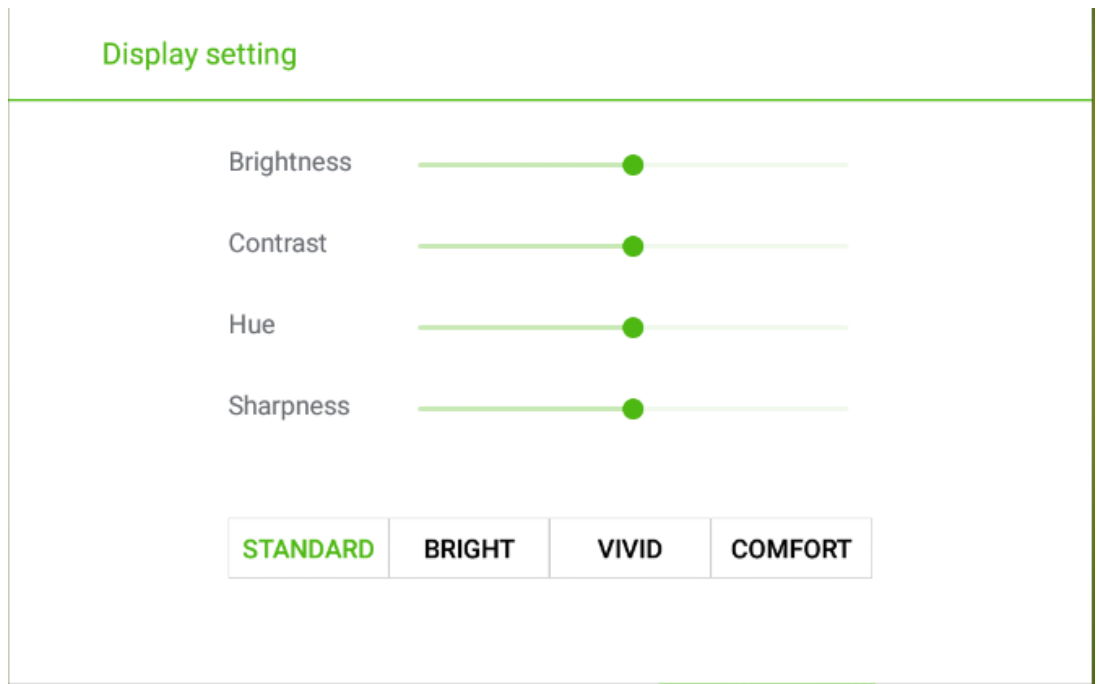 Display setting
Brightness
Contrast
Hue
Sharpness
STANDARD BRIGHT VIVID COMFORT